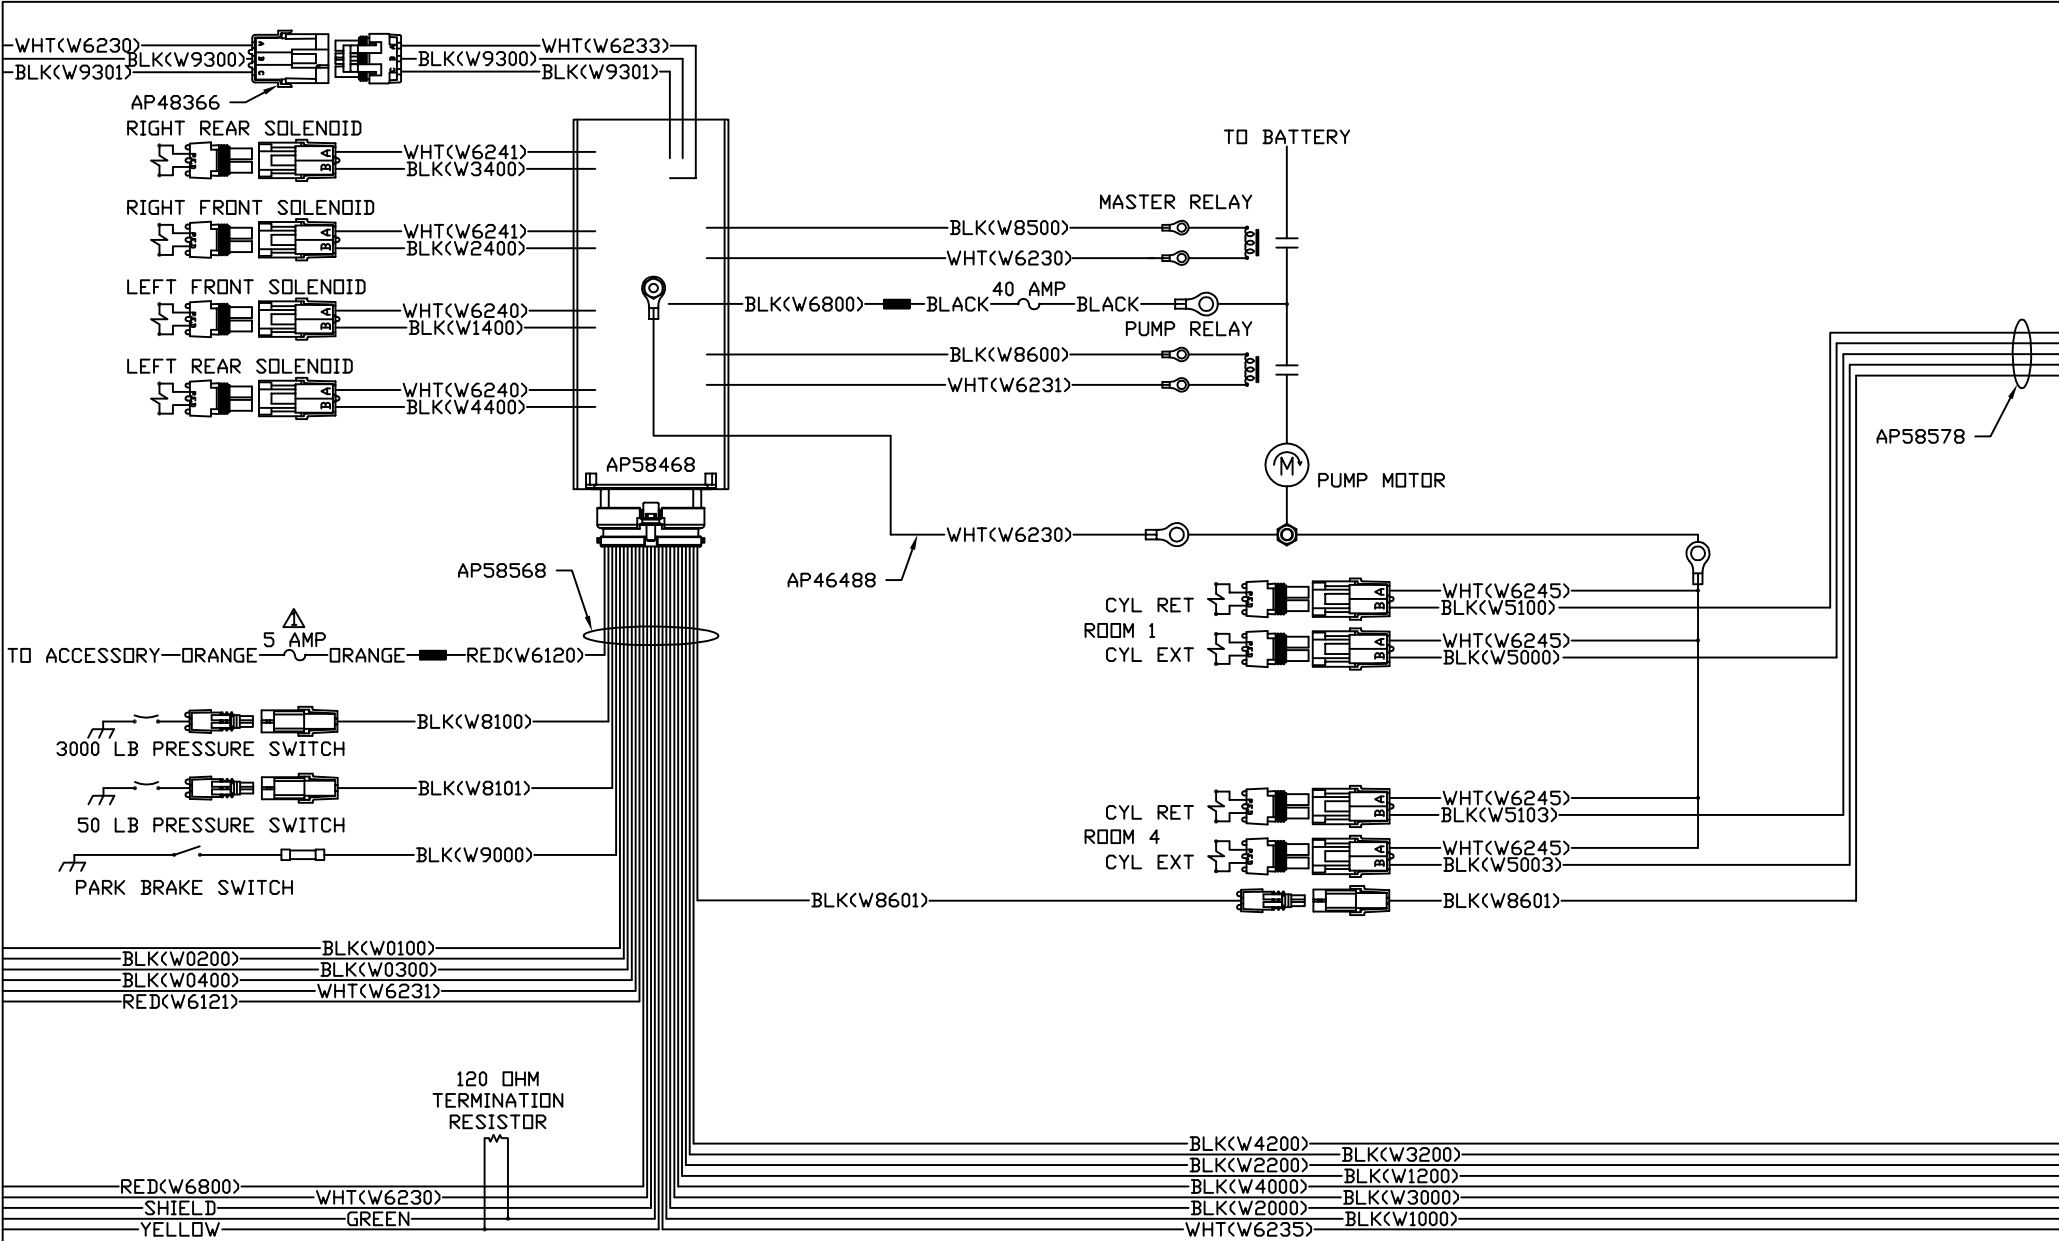 WHT(W6230)
BLK(W9300)
BLK(W9301)
A
B
C
WHT(W6233)
BLK(W9300)
BLK(W9301)
AP48366
RIGHT REAR SOLENOID
A
B
WHT(W6241)
BLK(W3400)
RIGHT FRONT SOLENOID
A
B
WHT(W6241)
BLK(W2400)
LEFT FRONT SOLENOID
A
B
WHT(W6240)
BLK(W1400)
LEFT REAR SOLENOID
A
B
WHT(W6240)
BLK(W4400)
AP58468
TO BATTERY
MASTER RELAY
BLK(W8500)
WHT(W6230)
BLK(W6800)
BLACK
40 AMP
BLACK
PUMP RELAY
BLK(W8600)
WHT(W6231)
M
PUMP MOTOR
WHT(W6230)
AP46488
AP58578
AP58568
1
5 AMP
TO ACCESSORY
ORANGE
ORANGE
RED(W6120)
BLK(W8100)
3000 LB PRESSURE SWITCH
BLK(W8101)
50 LB PRESSURE SWITCH
BLK(W9000)
PARK BRAKE SWITCH
CYL RET
A
B
WHT(W6245)
BLK(W5100)
ROOM 1
CYL EXT
A
B
WHT(W6245)
BLK(W5000)
CYL RET
A
B
WHT(W6245)
BLK(W5103)
ROOM 4
CYL EXT
A
B
WHT(W6245)
BLK(W5003)
BLK(W8601)
BLK(W8601)
BLK(W0100)
BLK(W0200)
BLK(W0300)
BLK(W0400)
WHT(W6231)
RED(W6121)
120 OHM
TERMINATION
RESISTOR
RED(W6800)
WHT(W6230)
SHIELD
GREEN
YELLOW
BLK(W4200)
BLK(W3200)
BLK(W2200)
BLK(W1200)
BLK(W4000)
BLK(W3000)
BLK(W2000)
BLK(W1000)
WHT(W6235)